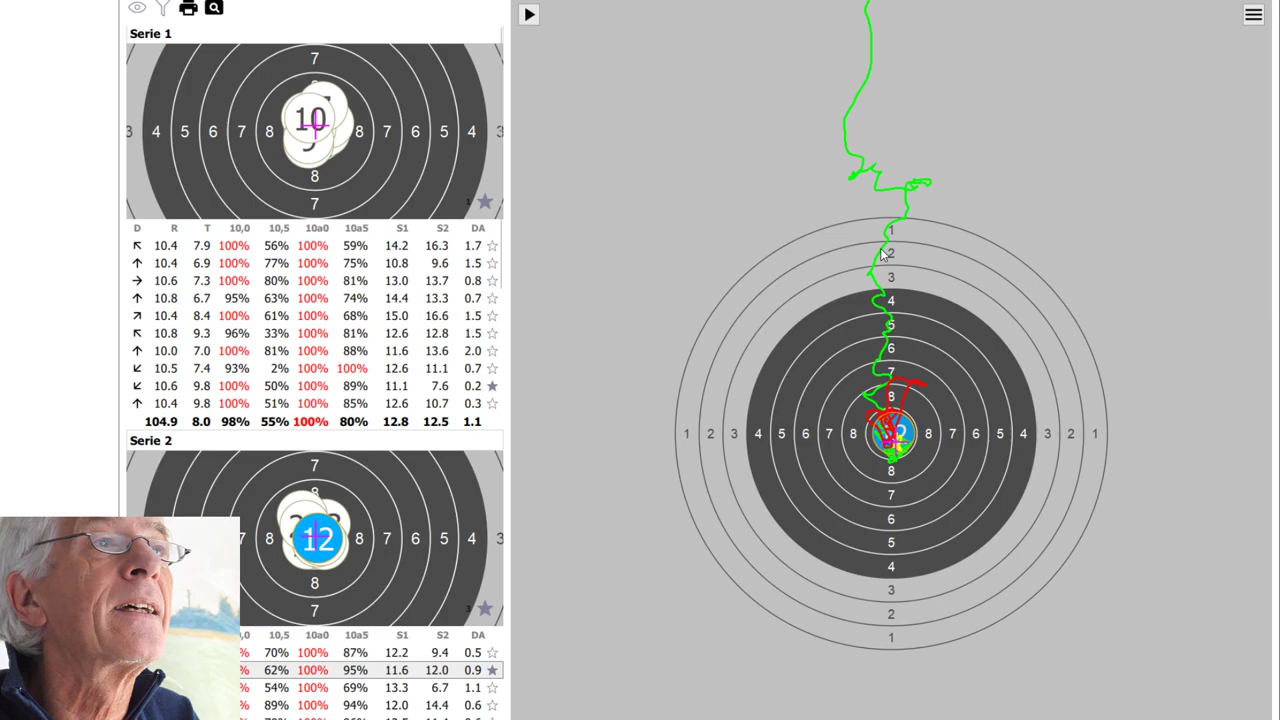 Serie 1
7
8
3 4 5 6 7 8 10 8 7 6 5 4 3
9
8
7
1
D R T 10,0 10,5 10a0 10a5 S1 S2 DA
10.4 7.9 100% 56% 100% 59% 14.2 16.3 1.7
10.4 6.9 100% 77% 100% 75% 10.8 9.6 1.5
10.6 7.3 100% 80% 100% 81% 13.0 13.7 0.8
10.8 6.7 95% 63% 100% 74% 14.4 13.3 0.7
10.4 8.4 100% 61% 100% 68% 15.0 16.6 1.5
10.8 9.3 96% 33% 100% 81% 12.6 12.8 1.5
10.0 7.0 100% 81% 100% 88% 11.6 13.6 2.0
10.5 7.4 93% 2% 100% 100% 12.6 11.1 0.7
10.6 9.8 100% 50% 100% 89% 11.1 7.6 0.2
10.4 9.8 100% 51% 100% 85% 12.6 10.7 0.3
104.9 8.0 98% 55% 100% 80% 12.8 12.5 1.1
Serie 2
7
8
8 12 8 7 6 5 4 3
8
7
3
,0 10,5 10a0 10a5 S1 S2 DA
% 70% 100% 87% 12.2 9.4 0.5
% 62% 100% 95% 11.6 12.0 0.9
% 54% 100% 69% 13.3 6.7 1.1
% 89% 100% 94% 12.0 14.4 0.6
1
2
3
4
5
6
7
8
1 2 3 4 5 6 7 8 8 7 6 5 4 3 2 1
8
7
6
5
4
3
2
1